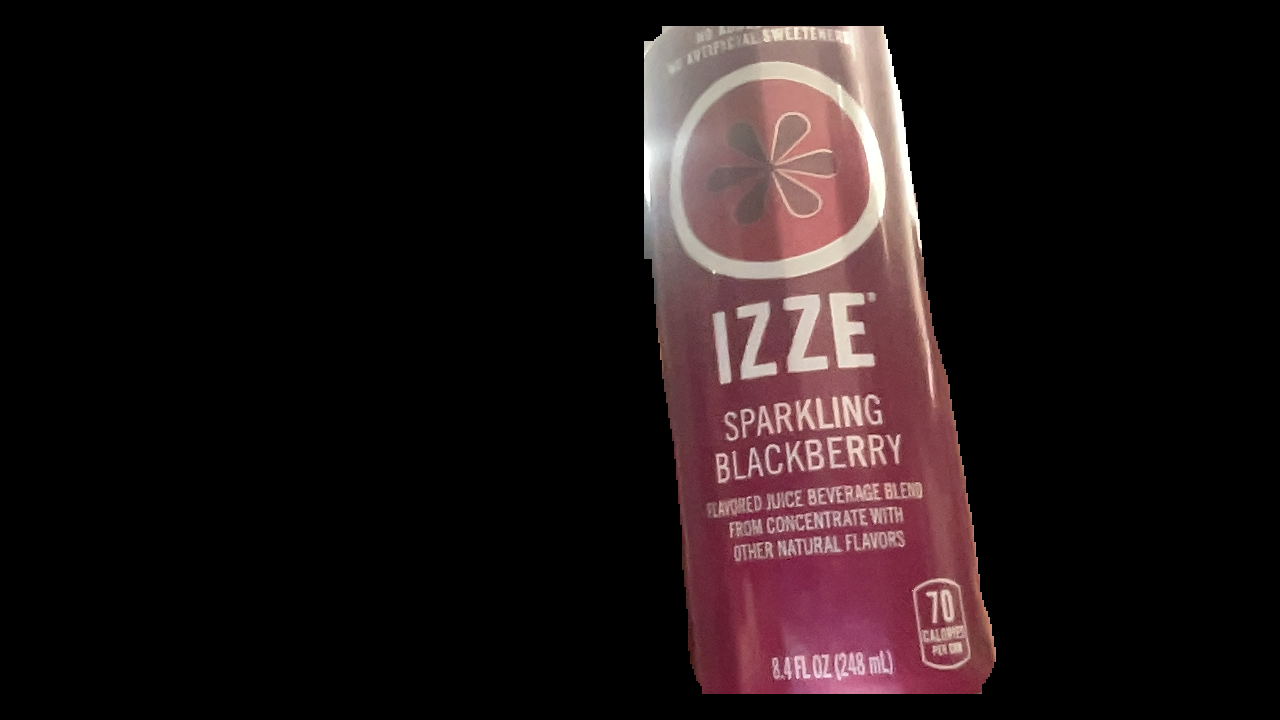 NO
NO ARTIFICIAL SWEETENERS
IZZE®
SPARKLING
BLACKBERRY
FLAVORED JUICE BEVERAGE BLEND
FROM CONCENTRATE WITH
OTHER NATURAL FLAVORS
70
CALORIES
PER CAN
8.4 FL OZ (248 mL)